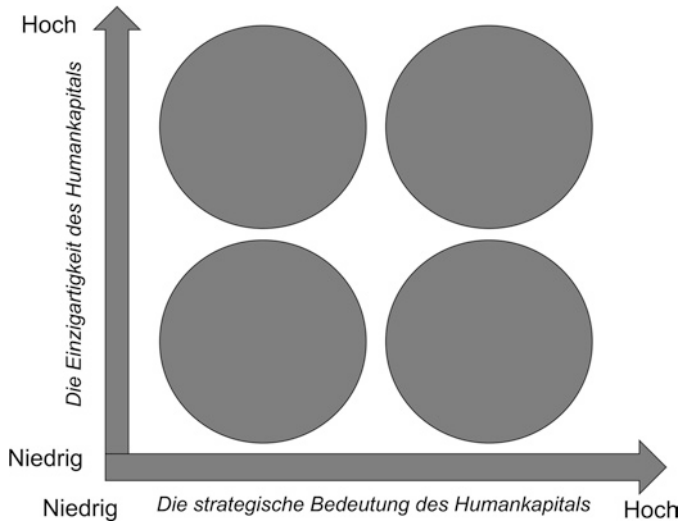 Hoch
Die Einzigartigkeit des Humankapitals
Niedrig
Niedrig
Die strategische Bedeutung des Humankapitals
Hoch